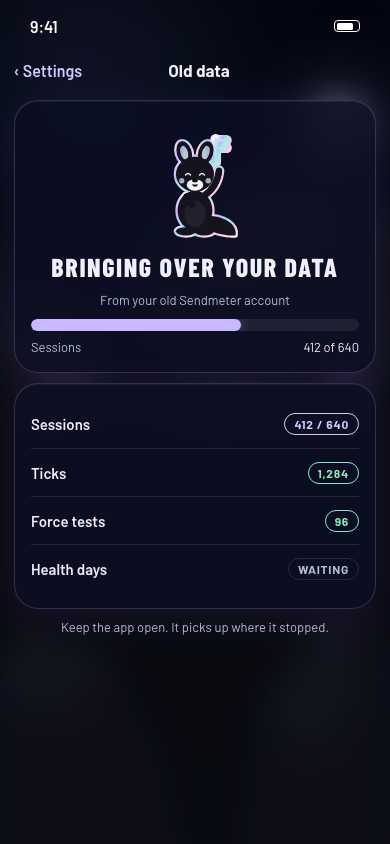 9:41
‹ Settings
Old data
BRINGING OVER YOUR DATA
From your old Sendmeter account
Sessions
412 of 640
Sessions
412 / 640
Ticks
1,284
Force tests
96
Health days
WAITING
Keep the app open. It picks up where it stopped.